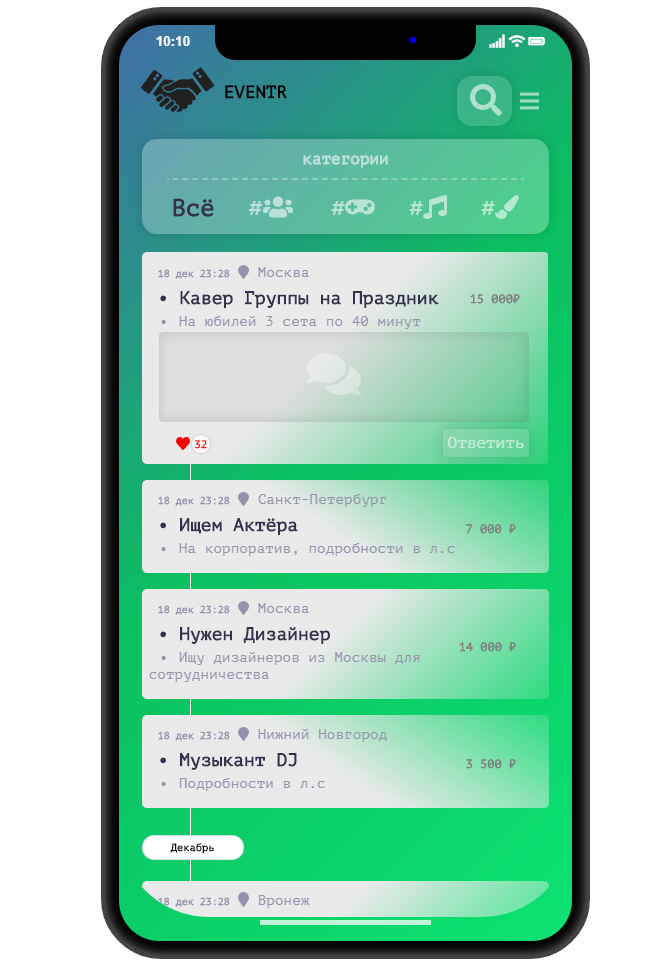 10:10
EVENTR
категории
Всё # # # #
18 дек 23:28 Москва
• Кавер Группы на Праздник 15 000₽
• На юбилей 3 сета по 40 минут
32 Ответить
18 дек 23:28 Санкт-Петербург
• Ищем Актёра 7 000 ₽
• На корпоратив, подробности в л.с
18 дек 23:28 Москва
• Нужен Дизайнер 14 000 ₽
• Ищу дизайнеров из Москвы для
сотрудничества
18 дек 23:28 Нижний Новгород
• Музыкант DJ 3 500 ₽
• Подробности в л.с
Декабрь
18 дек 23:28 Вронеж